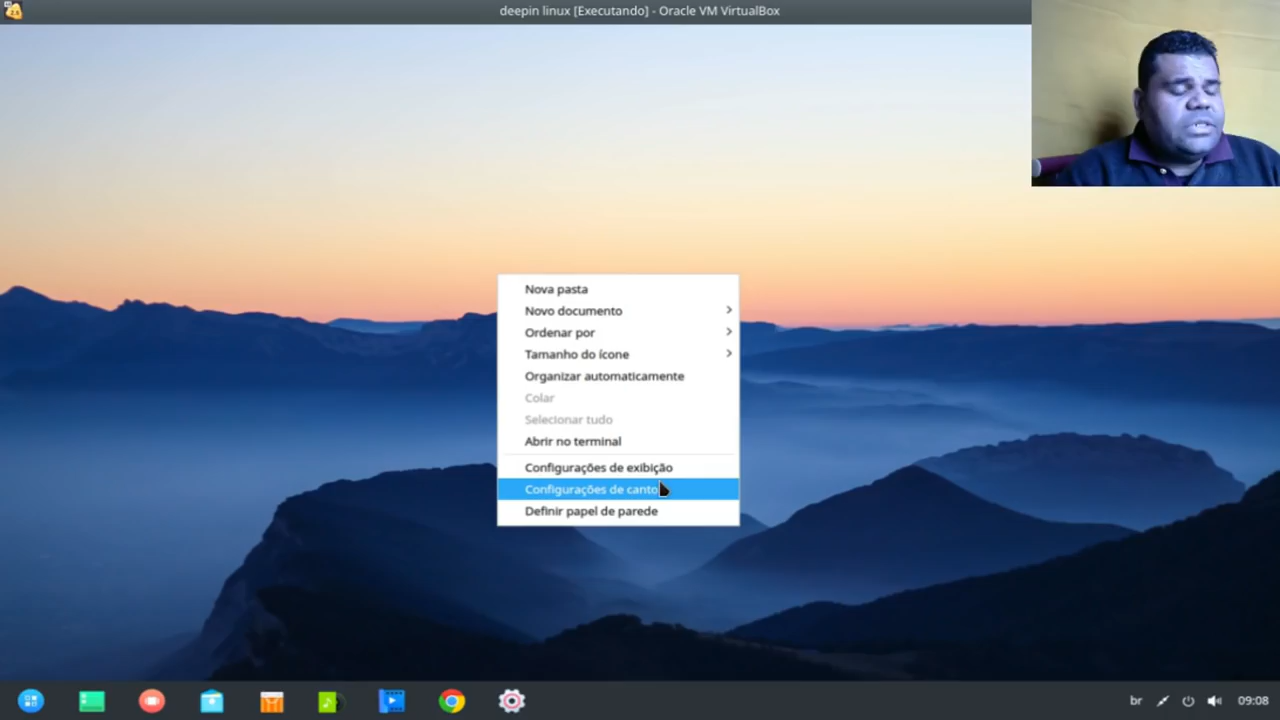 deepin linux [Executando] - Oracle VM VirtualBox
Nova pasta
Novo documento
Ordenar por
Tamanho do ícone
Organizar automaticamente
Colar
Selecionar tudo
Abrir no terminal
Configurações de exibição
Configurações de canto
Definir papel de parede
br
09:08